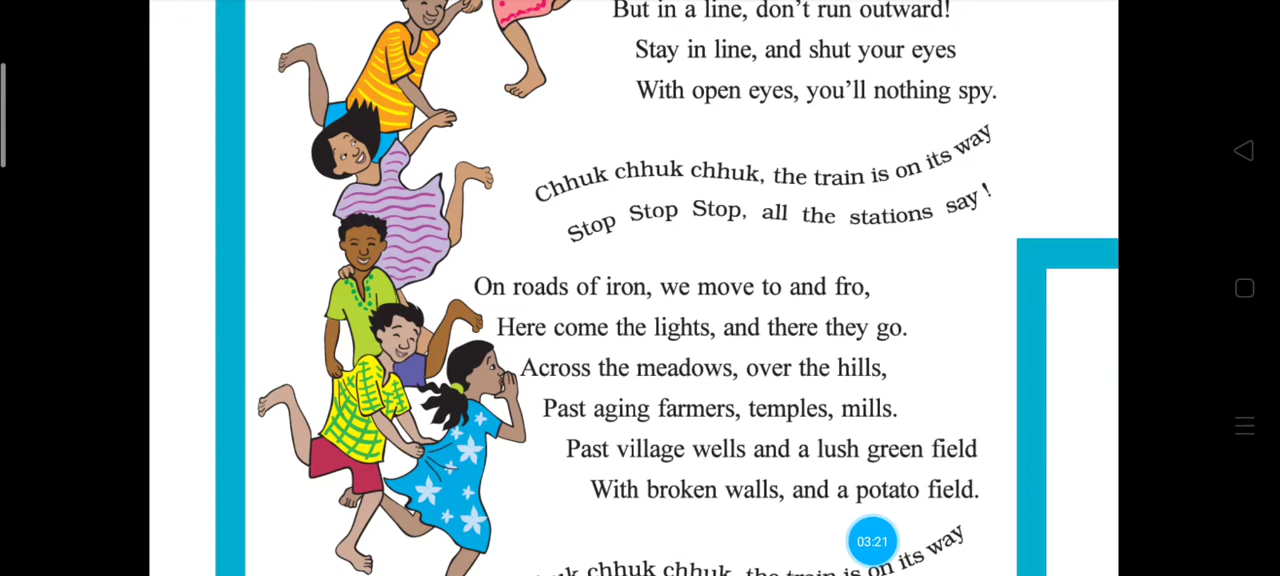 But in a line, don't run outward!
Stay in line, and shut your eyes
With open eyes, you'll nothing spy.
Chhuk chhuk chhuk, the train is on its way
Stop Stop Stop, all the stations say!
On roads of iron, we move to and fro,
Here come the lights, and there they go.
Across the meadows, over the hills,
Past aging farmers, temples, mills.
Past village wells and a lush green field
With broken walls, and a potato field.
03:21
chhuk chhuk, the train is on its way